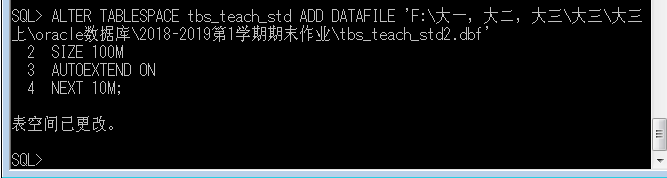 SQL> ALTER TABLESPACE tbs_teach_std ADD DATAFILE 'F:\大一，大二，大三\大三\大三
上\oracle数据库\2018-2019第1学期期末作业\tbs_teach_std2.dbf'
  2  SIZE 100M
  3  AUTOEXTEND ON
  4  NEXT 10M;
表空间已更改。
SQL>